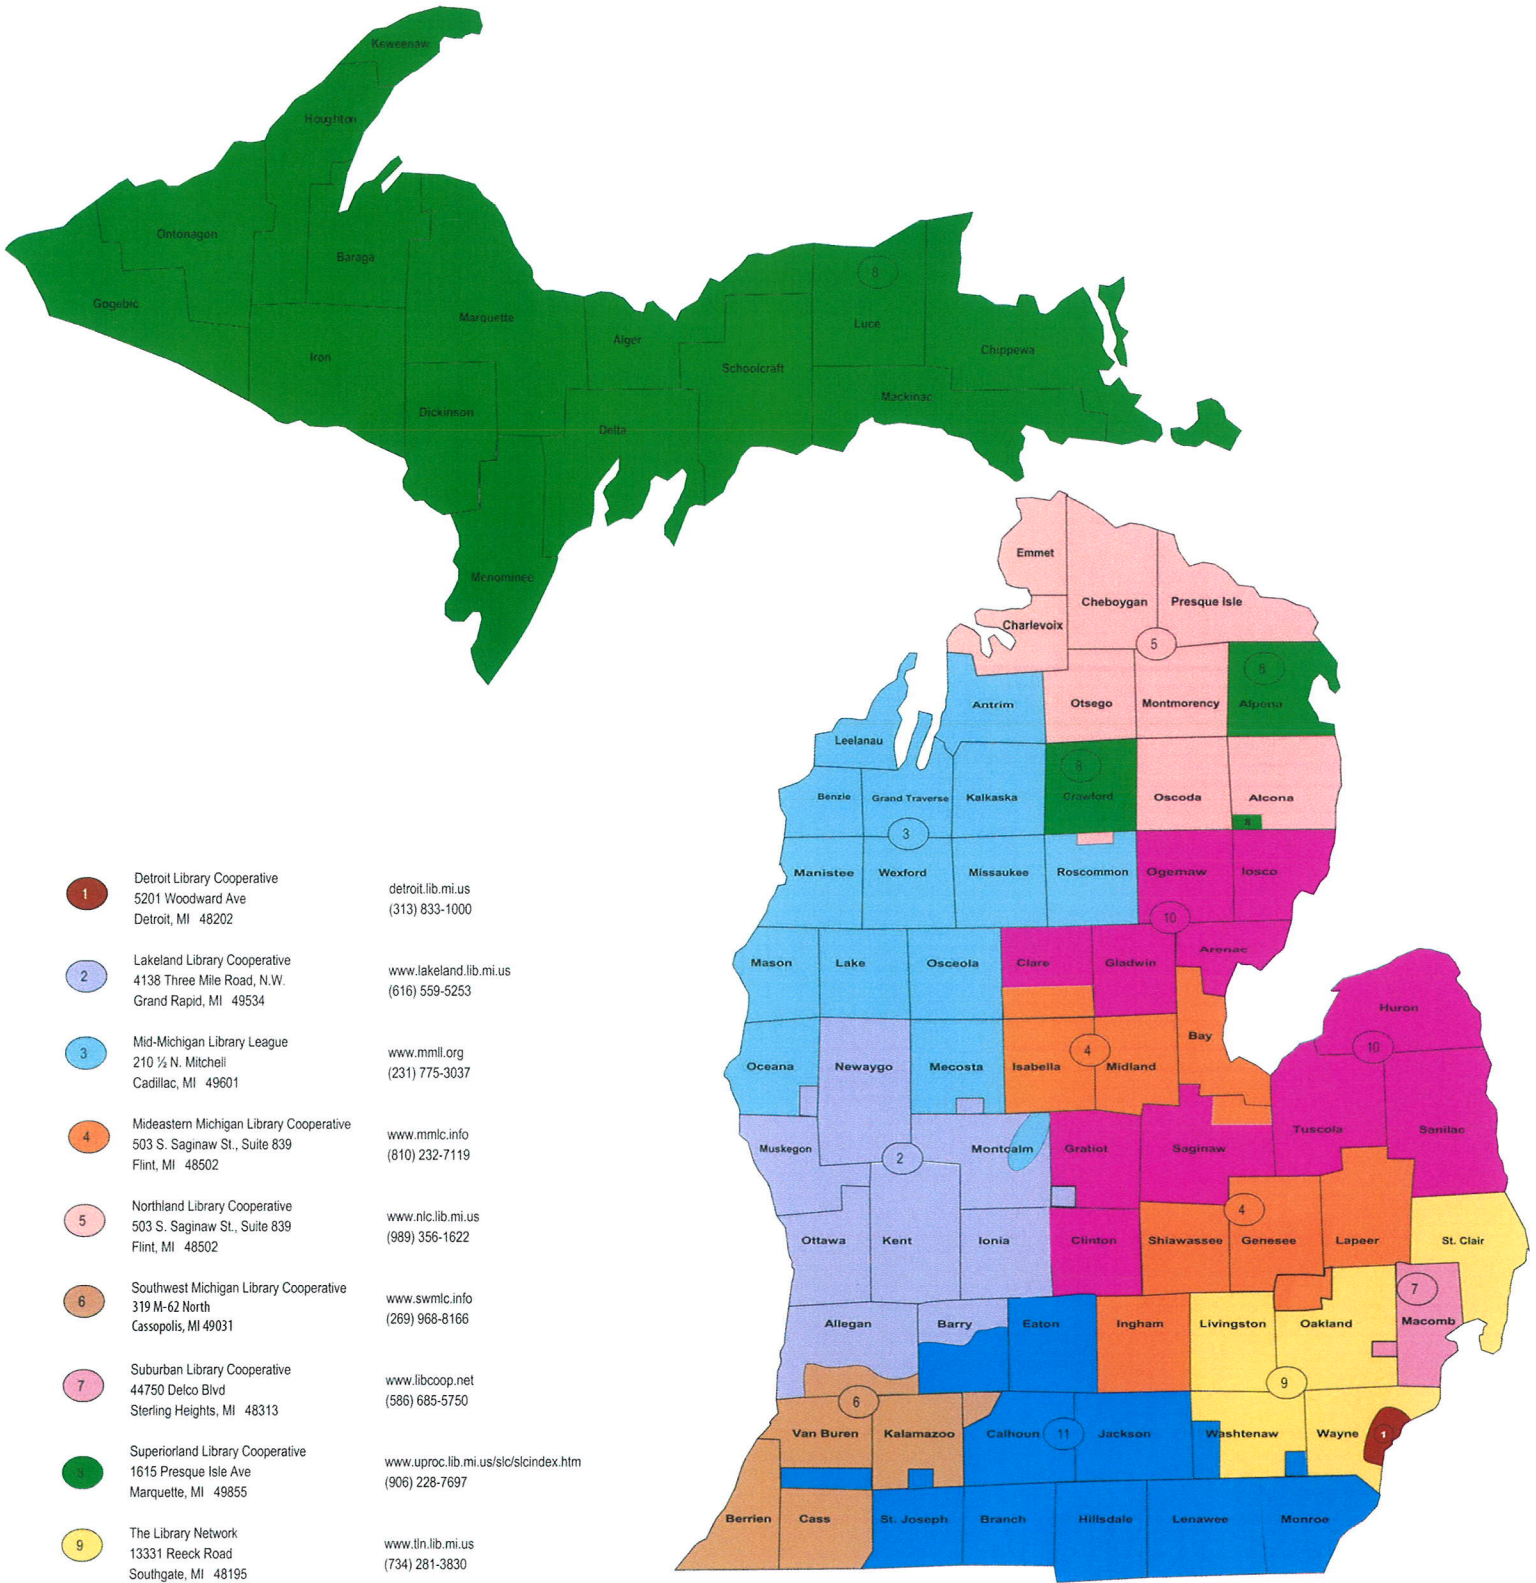 Keweenaw
Houghton
Ontonagon
Baraga
Gogebic
Marquette
Iron
Alger
8
Luce
Chippewa
Schoolcraft
Mackinac
Dickinson
Delta
Menominee
Emmet
Cheboygan
Presque Isle
Charlevoix
5
8
Antrim
Otsego
Montmorency
Alpena
Leelanau
8
Benzie
Grand Traverse
Kalkaska
Crawford
Oscoda
Alcona
8
3
Manistee
Wexford
Missaukee
Roscommon
Ogemaw
Iosco
10
Mason
Lake
Osceola
Clare
Gladwin
Arenac
Huron
Bay
10
4
Oceana
Newaygo
Mecosta
Isabella
Midland
Tuscola
Sanilac
Muskegon
2
Montcalm
Gratiot
Saginaw
4
Ottawa
Kent
Ionia
Clinton
Shiawassee
Genesee
Lapeer
St. Clair
7
Allegan
Barry
Eaton
Ingham
Livingston
Oakland
Macomb
9
6
Van Buren
Kalamazoo
Calhoun
11
Jackson
Washtenaw
Wayne
1
Berrien
Cass
St. Joseph
Branch
Hillsdale
Lenawee
Monroe
1
Detroit Library Cooperative
5201 Woodward Ave
Detroit, MI 48202
detroit.lib.mi.us
(313) 833-1000
2
Lakeland Library Cooperative
4138 Three Mile Road, N.W.
Grand Rapid, MI 49534
www.lakeland.lib.mi.us
(616) 559-5253
3
Mid-Michigan Library League
210 ½ N. Mitchell
Cadillac, MI 49601
www.mmll.org
(231) 775-3037
4
Mideastern Michigan Library Cooperative
503 S. Saginaw St., Suite 839
Flint, MI 48502
www.mmlc.info
(810) 232-7119
5
Northland Library Cooperative
503 S. Saginaw St., Suite 839
Flint, MI 48502
www.nlc.lib.mi.us
(989) 356-1622
6
Southwest Michigan Library Cooperative
319 M-62 North
Cassopolis, MI 49031
www.swmlc.info
(269) 968-8166
7
Suburban Library Cooperative
44750 Delco Blvd
Sterling Heights, MI 48313
www.libcoop.net
(586) 685-5750
8
Superiorland Library Cooperative
1615 Presque Isle Ave
Marquette, MI 49855
www.uproc.lib.mi.us/slc/slcindex.htm
(906) 228-7697
9
The Library Network
13331 Reeck Road
Southgate, MI 48195
www.tln.lib.mi.us
(734) 281-3830